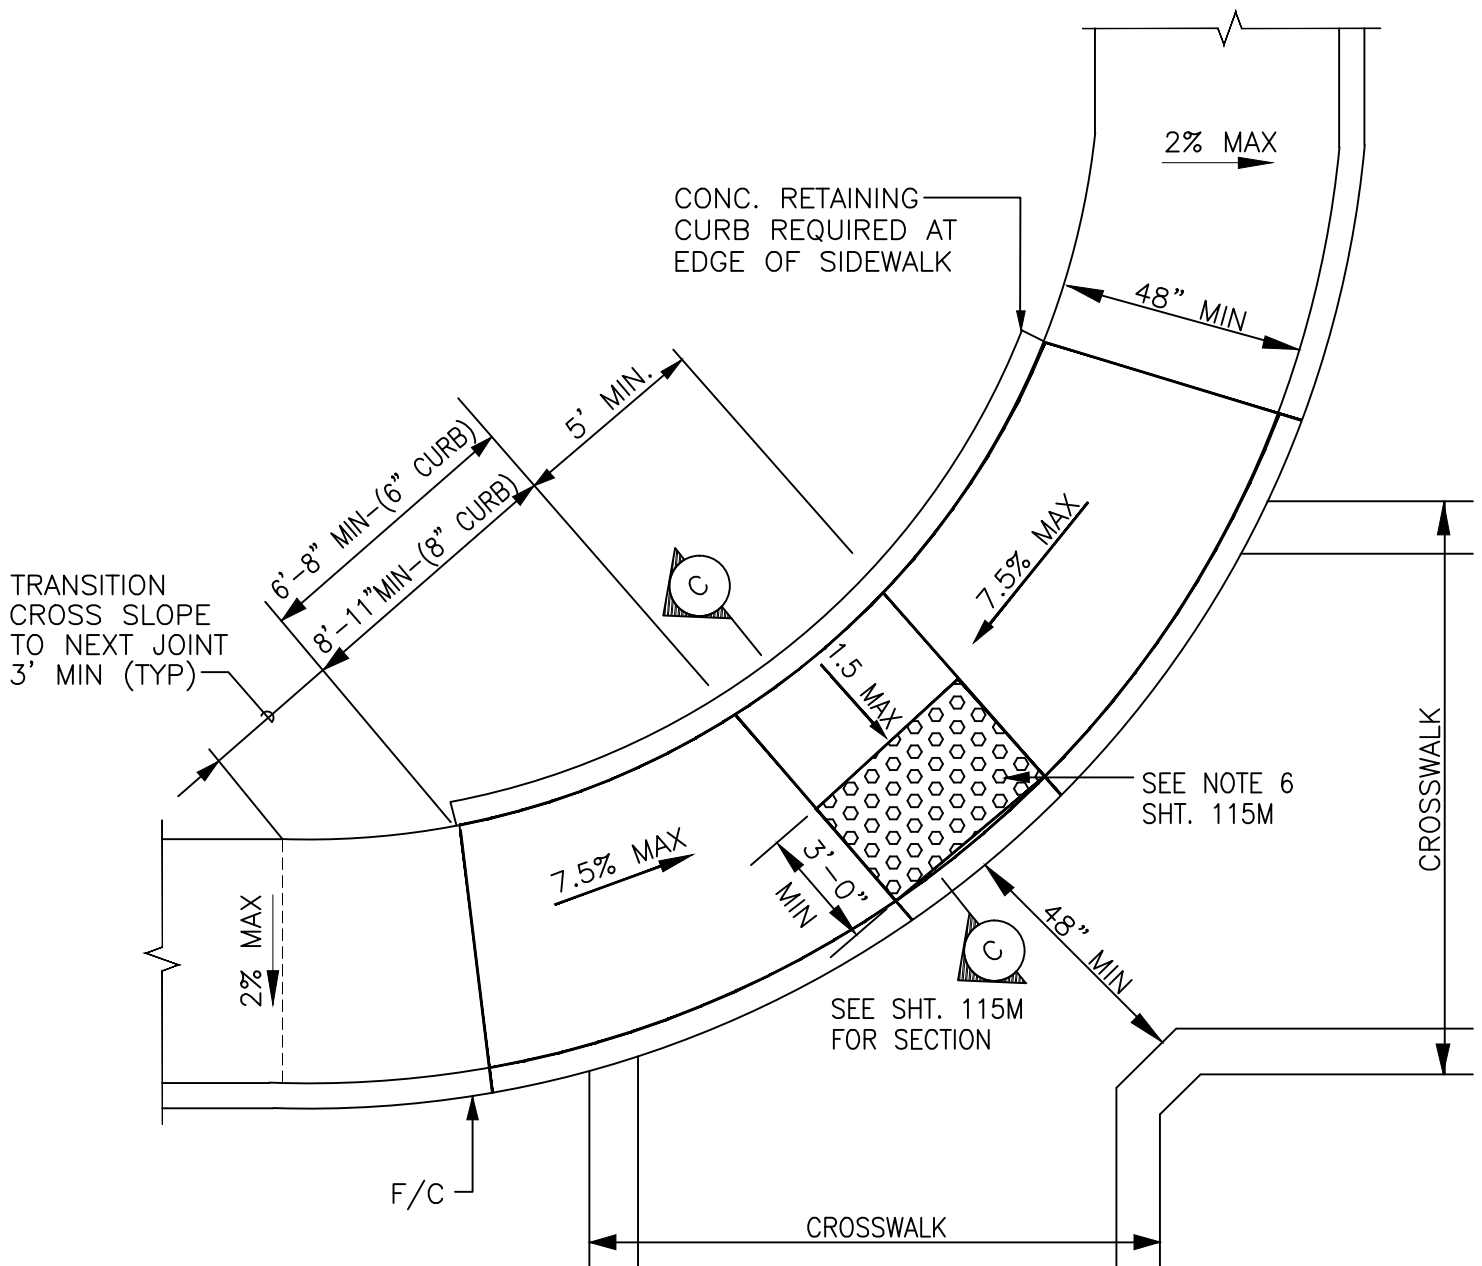 2% MAX
CONC. RETAINING
CURB REQUIRED AT
EDGE OF SIDEWALK
48” MIN
5’ MIN.
6’-8” MIN-(6” CURB)
8’-11”MIN-(8” CURB)
7.5% MAX
C
TRANSITION
CROSS SLOPE
TO NEXT JOINT
3’ MIN (TYP)
1.5 MAX
SEE NOTE 6
SHT. 115M
CROSSWALK
7.5% MAX
3’-0”
MIN
2% MAX
48” MIN
C
SEE SHT. 115M
FOR SECTION
F/C
CROSSWALK